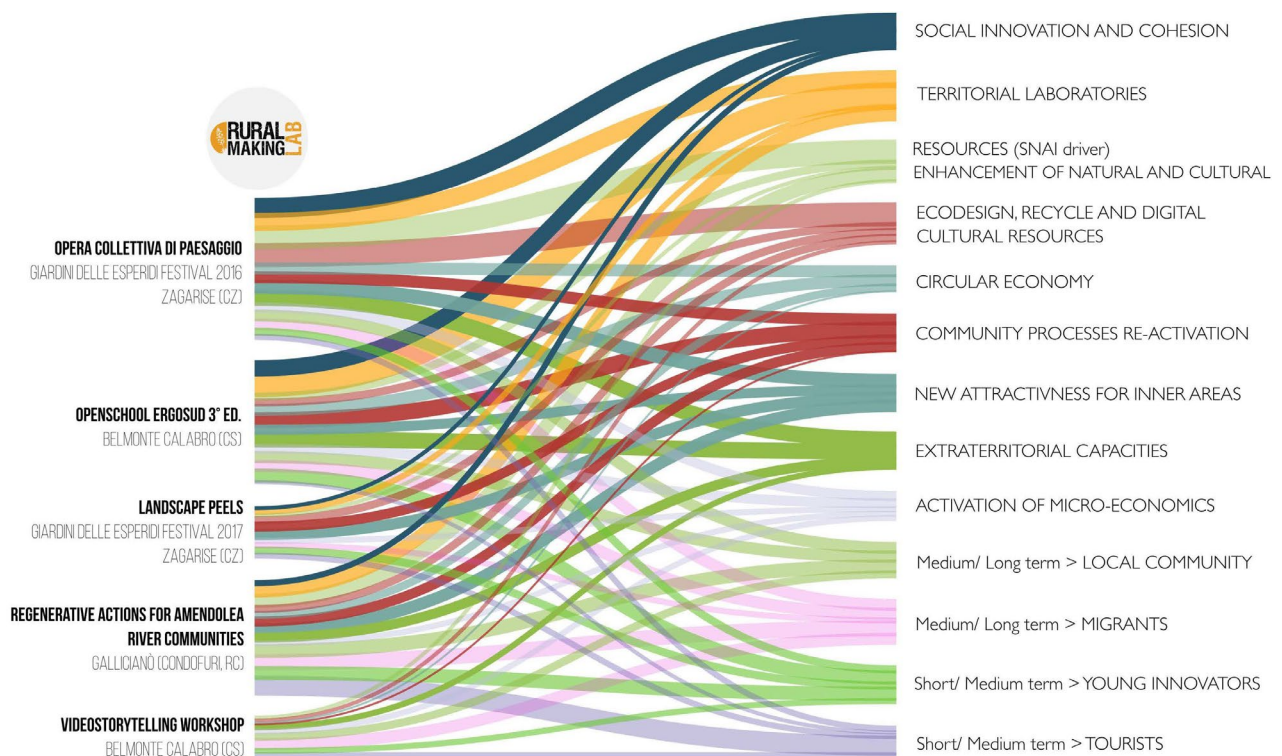 RURAL
MAKING
LAB
OPERA COLLETTIVA DI PAESAGGIO
GIARDINI DELLE ESPERIDI FESTIVAL 2016
ZAGARISE (CZ)
OPENSCHOOL ERGOSUD 3° ED.
BELMONTE CALABRO (CS)
LANDSCAPE PEELS
GIARDINI DELLE ESPERIDI FESTIVAL 2017
ZAGARISE (CZ)
REGENERATIVE ACTIONS FOR AMENDOLEA
RIVER COMMUNITIES
GALLICIANÒ (CONDOFURI, RC)
VIDEOSTORYTELLING WORKSHOP
BELMONTE CALABRO (CS)
SOCIAL INNOVATION AND COHESION
TERRITORIAL LABORATORIES
RESOURCES (SNAI driver)
ENHANCEMENT OF NATURAL AND CULTURAL
ECODESIGN, RECYCLE AND DIGITAL
CULTURAL RESOURCES
CIRCULAR ECONOMY
COMMUNITY PROCESSES RE-ACTIVATION
NEW ATTRACTIVNESS FOR INNER AREAS
EXTRATERRITORIAL CAPACITIES
ACTIVATION OF MICRO-ECONOMICS
Medium/ Long term > LOCAL COMMUNITY
Medium/ Long term > MIGRANTS
Short/ Medium term > YOUNG INNOVATORS
Short/ Medium term > TOURISTS